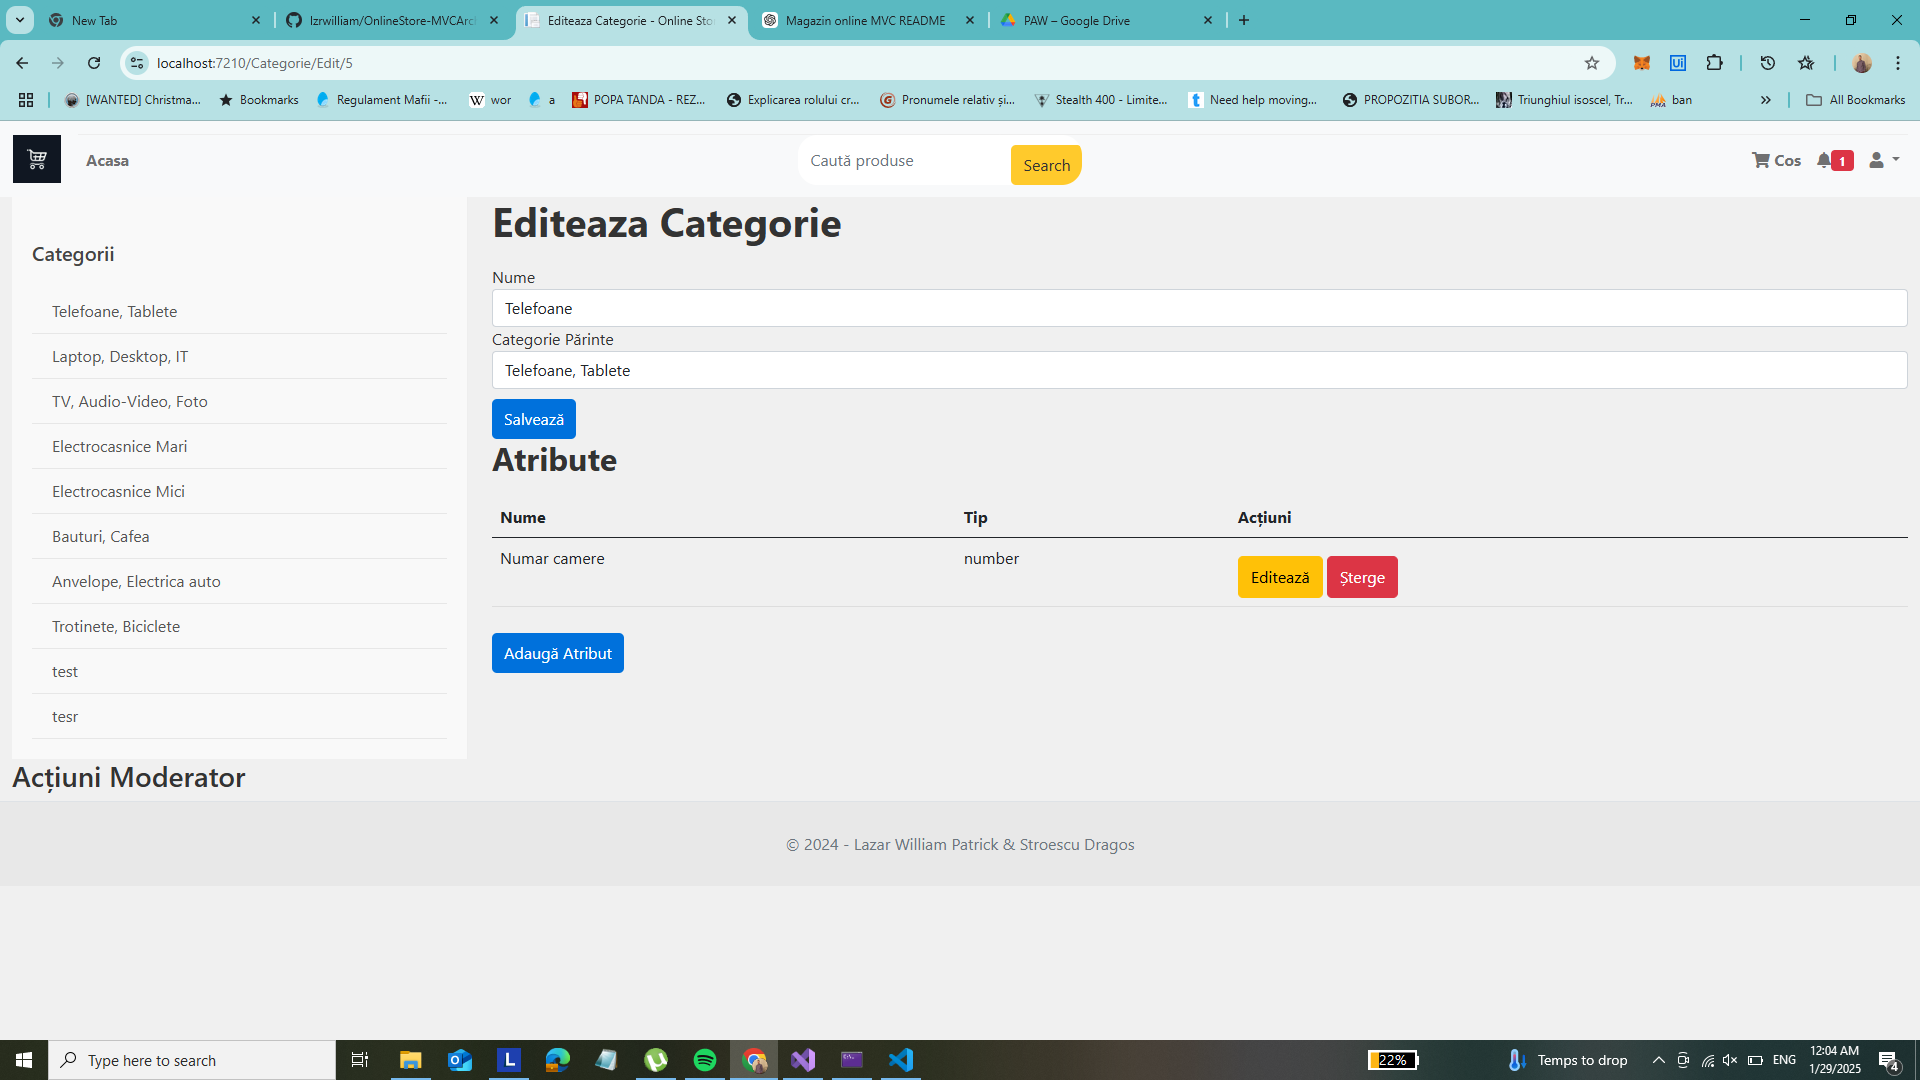 New Tab
lzrwilliam/OnlineStore-MVCArc
Editeaza Categorie - Online Sto
Magazin online MVC README
PAW – Google Drive
localhost:7210/Categorie/Edit/5
[WANTED] Christma...
Bookmarks
Regulament Mafii -...
wor
a
POPA TANDA - REZ...
Explicarea rolului cr...
Pronumele relativ și...
Stealth 400 - Limite...
Need help moving...
PROPOZITIA SUBOR...
Triunghiul isoscel, Tr...
ban
All Bookmarks
Acasa
Caută produse
Search
Cos
1
Categorii
Telefoane, Tablete
Laptop, Desktop, IT
TV, Audio-Video, Foto
Electrocasnice Mari
Electrocasnice Mici
Bauturi, Cafea
Anvelope, Electrica auto
Trotinete, Biciclete
test
tesr
Acțiuni Moderator
Editeaza Categorie
Nume
Telefoane
Categorie Părinte
Telefoane, Tablete
Salvează
Atribute
Nume Tip Acțiuni
Numar camere number Editează Șterge
Adaugă Atribut
© 2024 - Lazar William Patrick & Stroescu Dragos
Type here to search
22%
Temps to drop
ENG
12:04 AM
1/29/2025
4